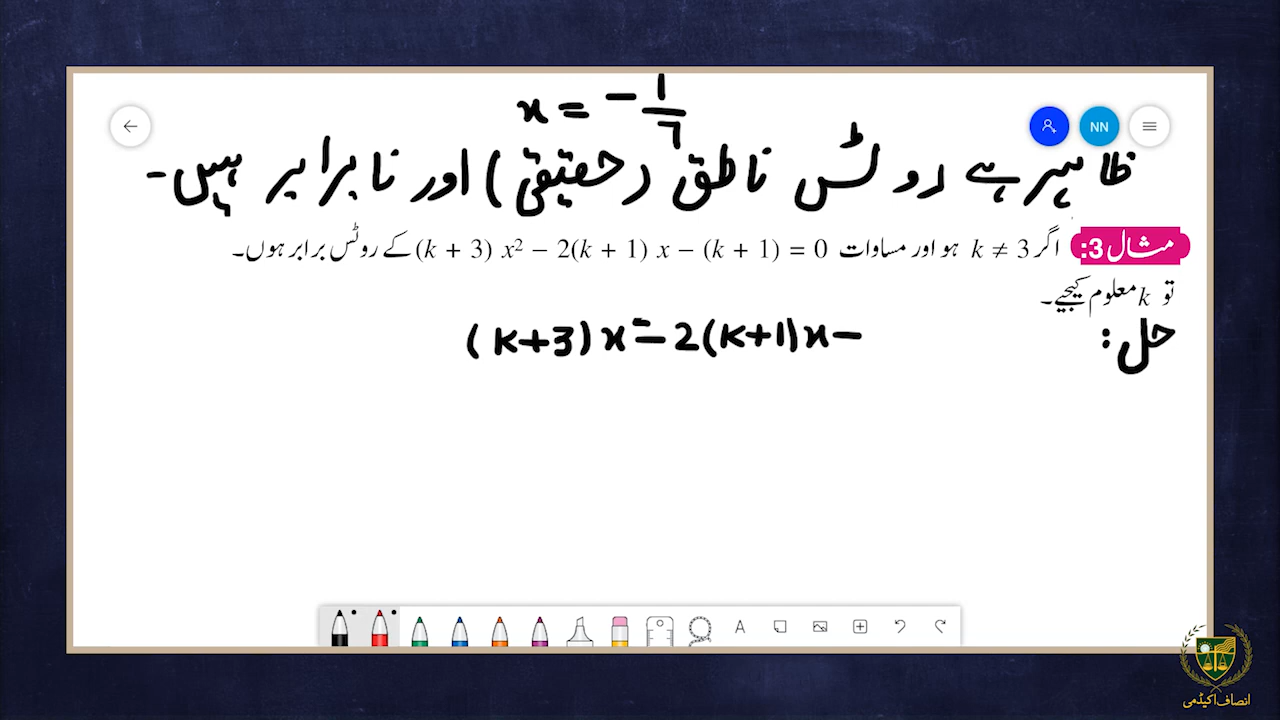 x = - 1/7
NN
ظاہر ہے روٹس ناطق (حقیقی) اور نا برابر ہیں-
مثال 3: اگر k ≠ 3 ہو اور مساوات (k + 3) x² − 2(k + 1) x − (k + 1) = 0 کے روٹس برابر ہوں۔
تو k معلوم کیجیے۔
حل: (k+3)x² - 2(k+1)x -
A
انصاف اکیڈمی